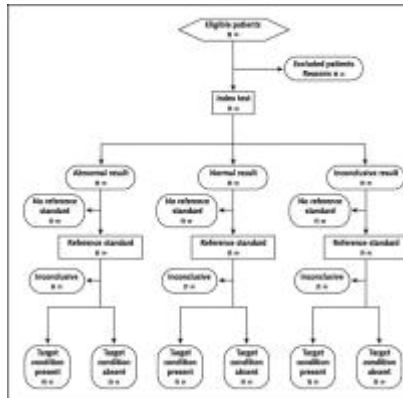 Eligible patients
n =
Excluded patients
Reasons n =
Index test
n =
Abnormal result
n =
Normal result
n =
Inconclusive result
n =
No reference
standard
n =
No reference
standard
n =
No reference
standard
n =
Reference standard
n =
Reference standard
n =
Reference standard
n =
Inconclusive
n =
Inconclusive
n =
Inconclusive
n =
Target
condition
present
n =
Target
condition
absent
n =
Target
condition
present
n =
Target
condition
absent
n =
Target
condition
present
n =
Target
condition
absent
n =